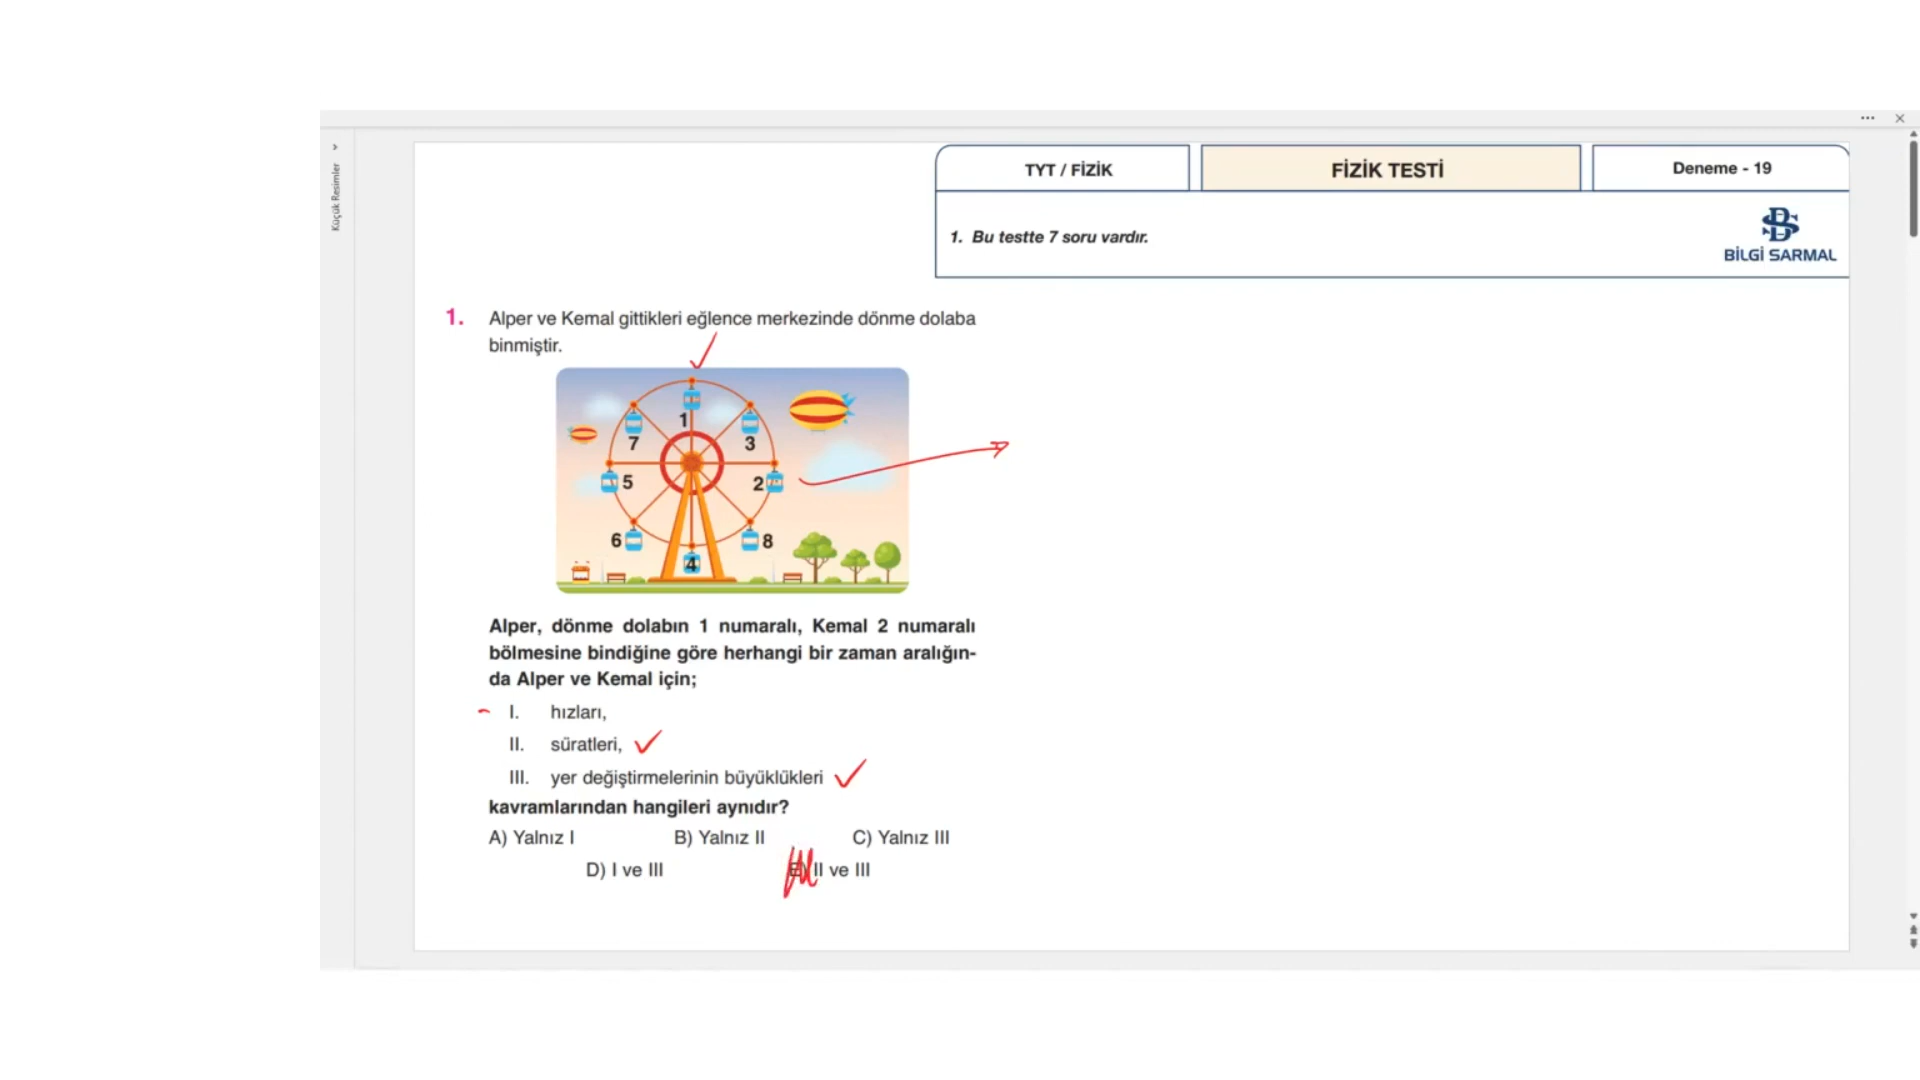 Küçük Resimler
TYT / FİZİK
FİZİK TESTİ
Deneme - 19
1. Bu testte 7 soru vardır.
BİLGİ SARMAL
1. Alper ve Kemal gittikleri eğlence merkezinde dönme dolaba
binmiştir.
1
7
3
5
2
6
8
4
Alper, dönme dolabın 1 numaralı, Kemal 2 numaralı
bölmesine bindiğine göre herhangi bir zaman aralığın-
da Alper ve Kemal için;
I. hızları,
II. süratleri,
III. yer değiştirmelerinin büyüklükleri
kavramlarından hangileri aynıdır?
A) Yalnız I B) Yalnız II C) Yalnız III
D) I ve III E) II ve III